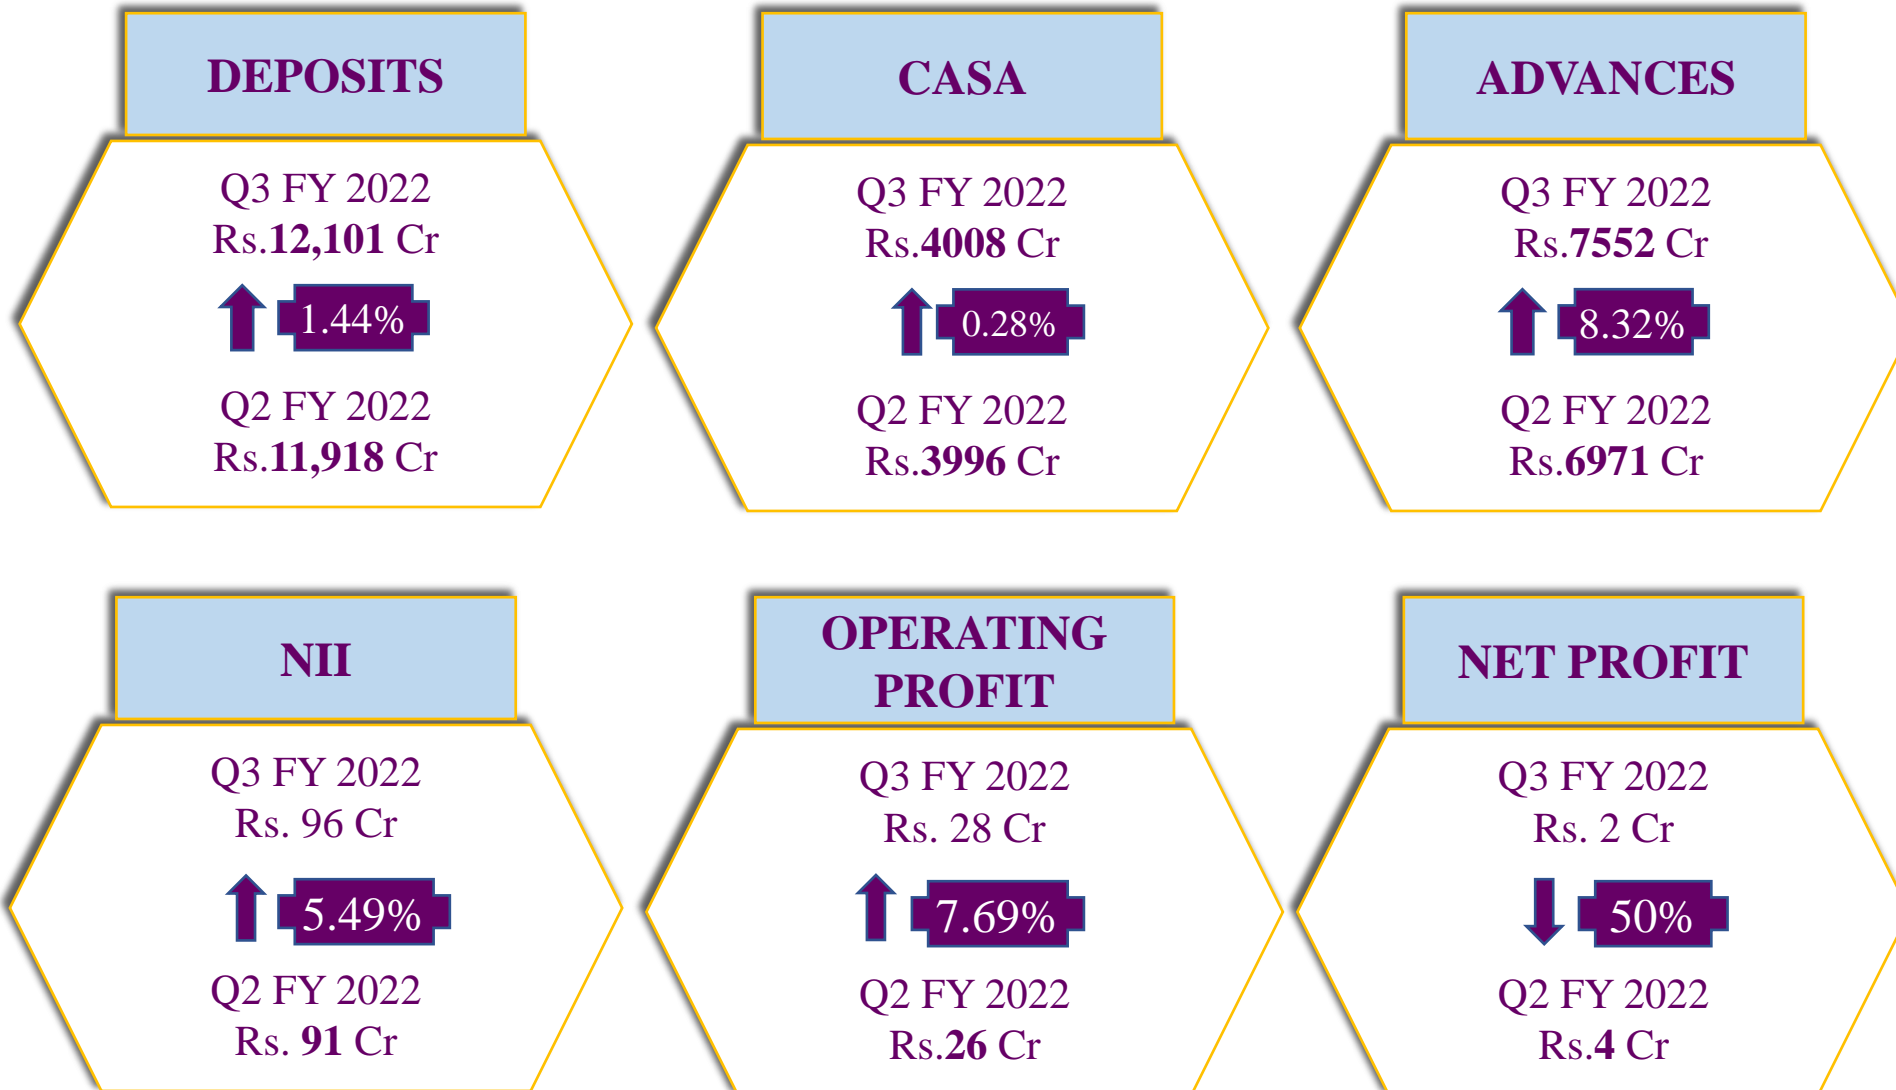 DEPOSITS
Q3 FY 2022
Rs.12,101 Cr
1.44%
Q2 FY 2022
Rs.11,918 Cr
CASA
Q3 FY 2022
Rs.4008 Cr
0.28%
Q2 FY 2022
Rs.3996 Cr
ADVANCES
Q3 FY 2022
Rs.7552 Cr
8.32%
Q2 FY 2022
Rs.6971 Cr
NII
Q3 FY 2022
Rs. 96 Cr
5.49%
Q2 FY 2022
Rs. 91 Cr
OPERATING
PROFIT
Q3 FY 2022
Rs. 28 Cr
7.69%
Q2 FY 2022
Rs.26 Cr
NET PROFIT
Q3 FY 2022
Rs. 2 Cr
50%
Q2 FY 2022
Rs.4 Cr